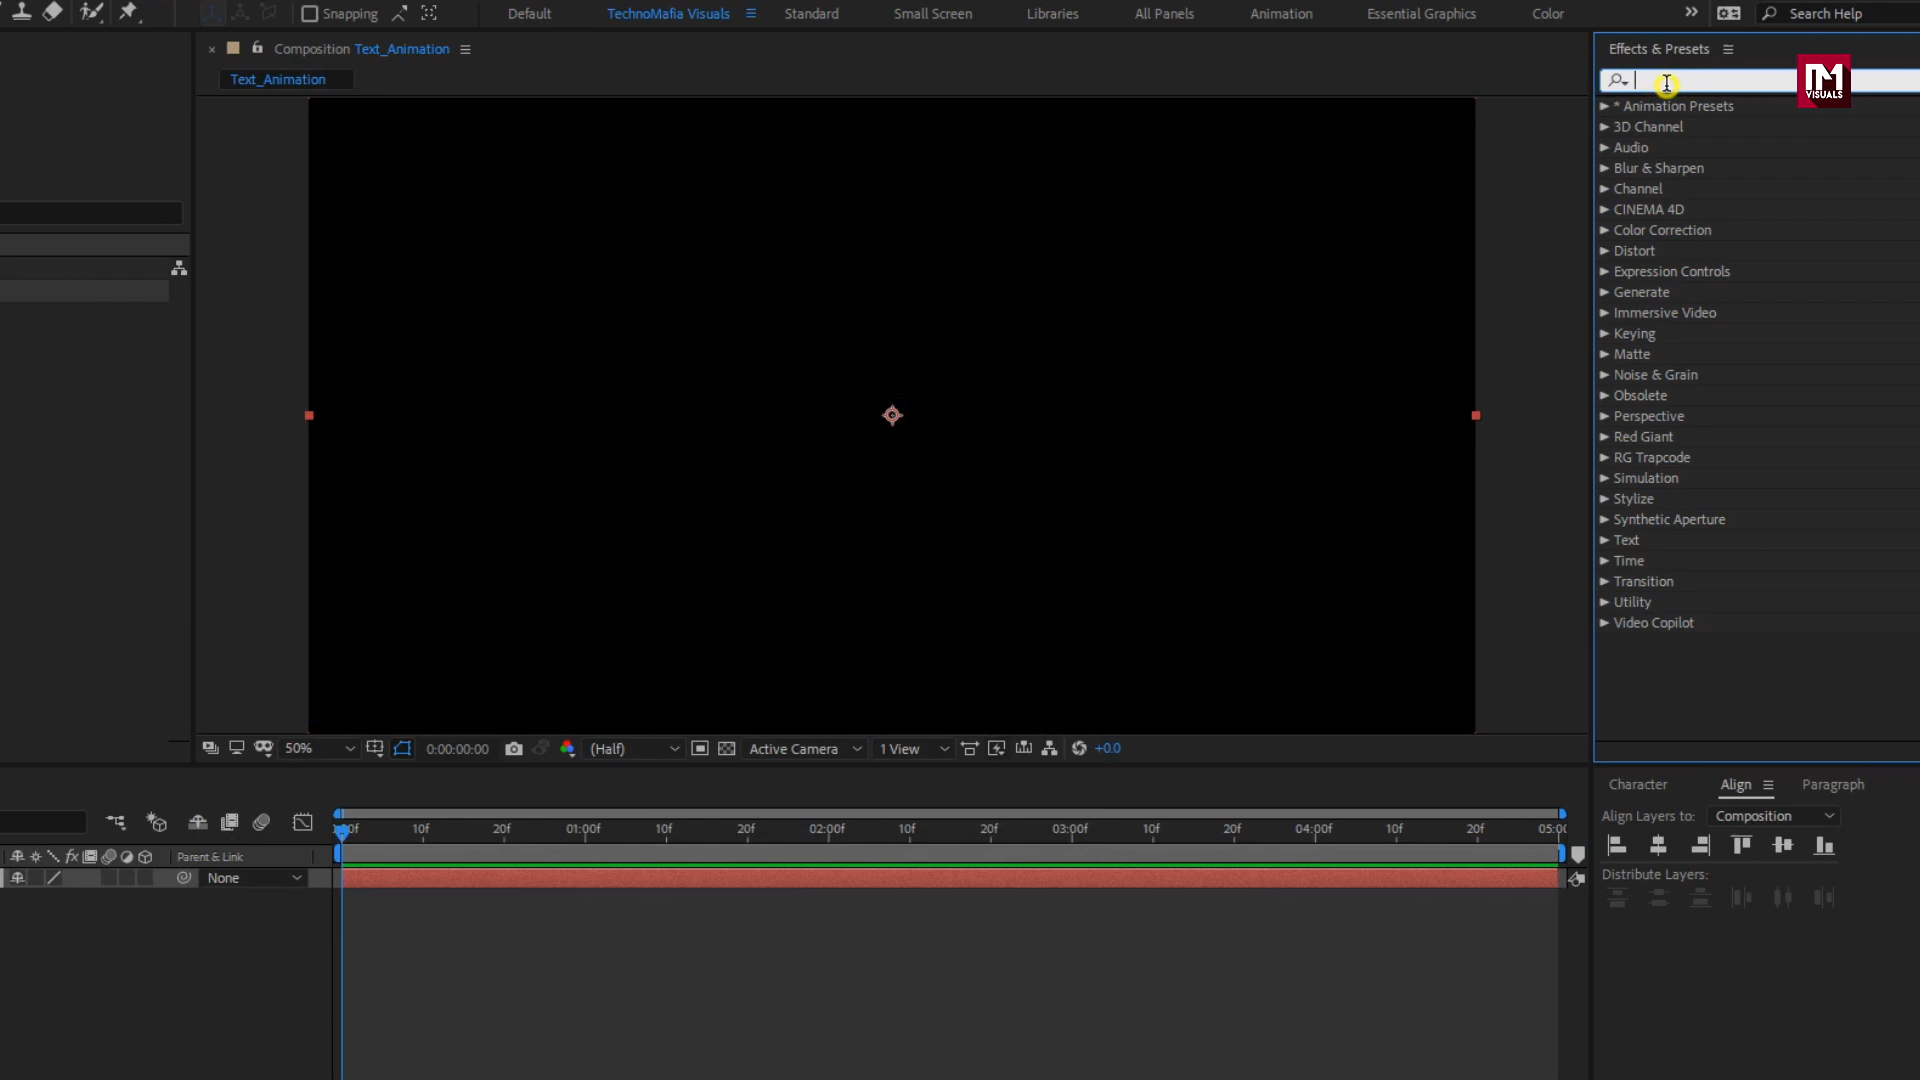 Snapping
Default
TechnoMafia Visuals
Standard
Small Screen
Libraries
All Panels
Animation
Essential Graphics
Color
Search Help
Composition Text_Animation
Text_Animation
Effects & Presets
VISUALS
* Animation Presets
3D Channel
Audio
Blur & Sharpen
Channel
CINEMA 4D
Color Correction
Distort
Expression Controls
Generate
Immersive Video
Keying
Matte
Noise & Grain
Obsolete
Perspective
Red Giant
RG Trapcode
Simulation
Stylize
Synthetic Aperture
Text
Time
Transition
Utility
Video Copilot
50%
0:00:00:00
(Half)
Active Camera
1 View
+0.0
Character
Align
Paragraph
Align Layers to:
Composition
Distribute Layers:
10f
20f
01:00f
10f
20f
02:00f
10f
20f
03:00f
10f
20f
04:00f
10f
20f
fx
Parent & Link
None